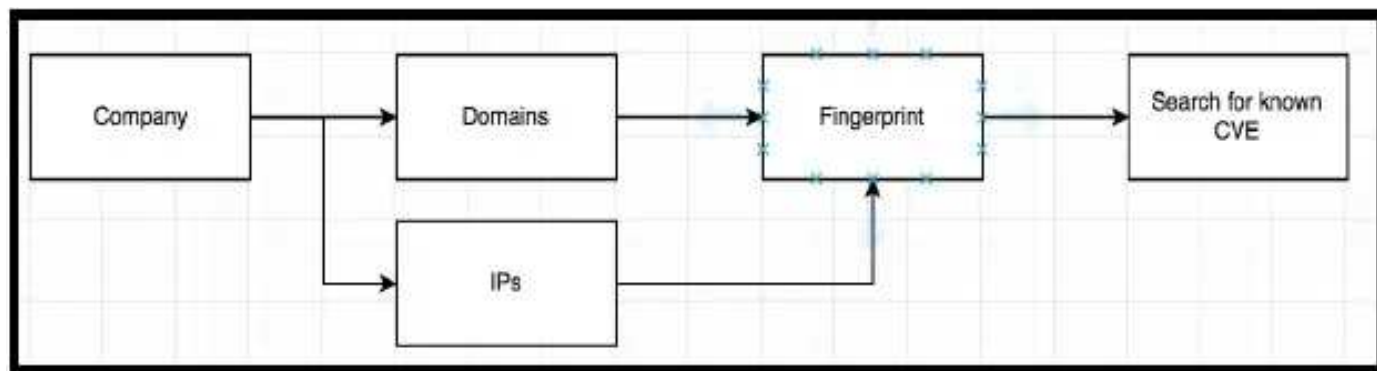 Company
Domains
Fingerprint
Search for known
CVE
IPs